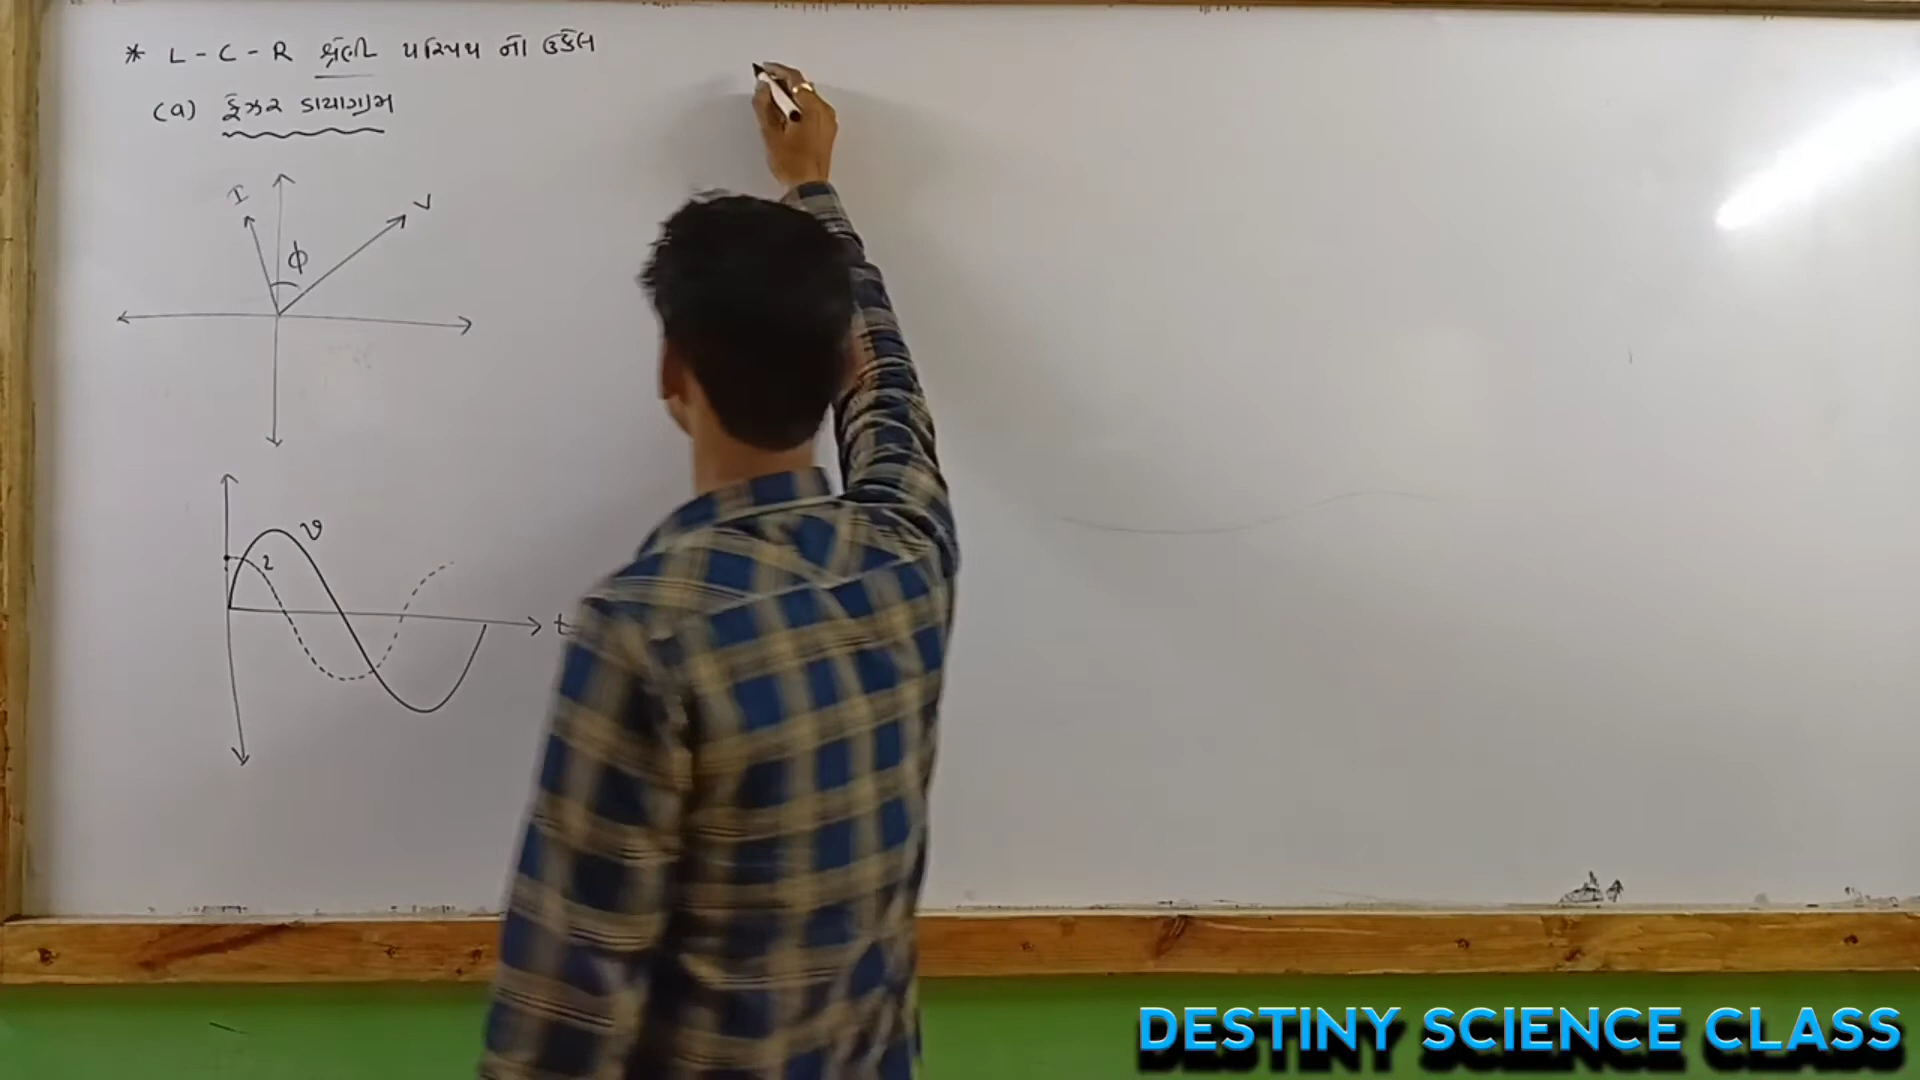 * L - C - R શ્રેણી પરિપથ નો ઉકેલ
(a) ફેઝર ડાયાગ્રામ
I
V
ϕ
v
i
t
DESTINY SCIENCE CLASS